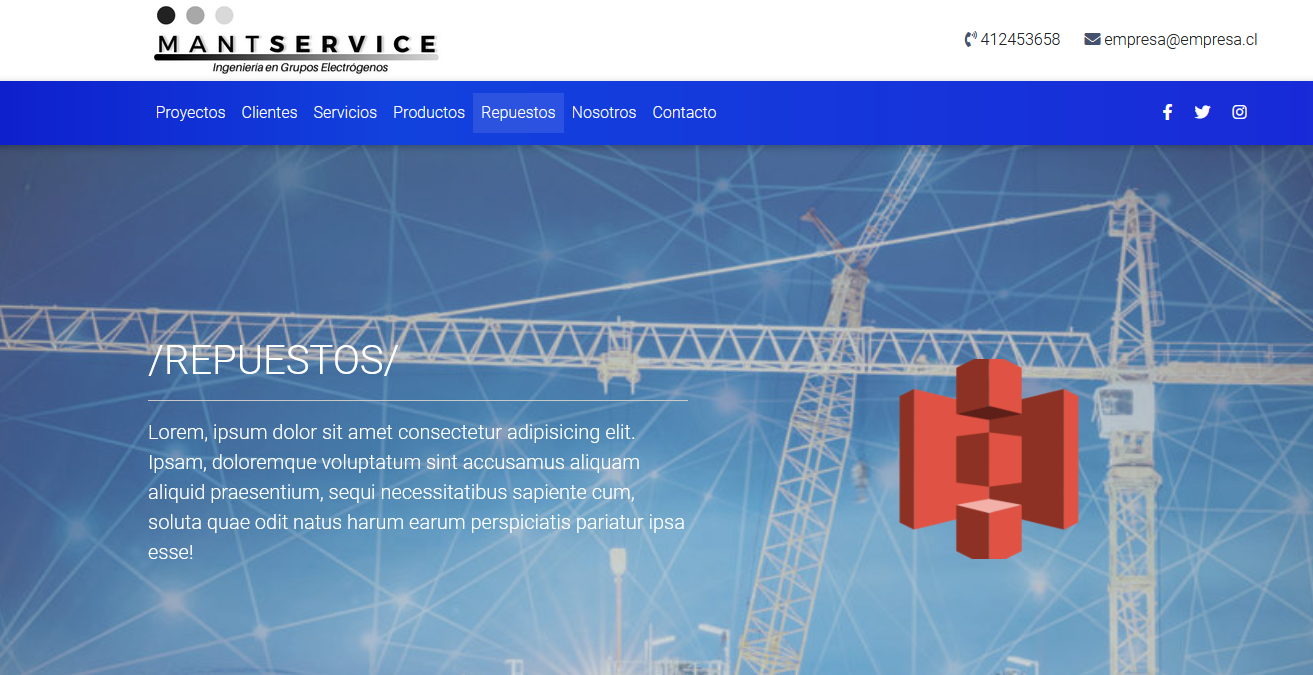 MANTSERVICE
Ingeniería en Grupos Electrógenos
412453658 empresa@empresa.cl
Proyectos Clientes Servicios Productos Repuestos Nosotros Contacto
/REPUESTOS/
Lorem, ipsum dolor sit amet consectetur adipisicing elit.
Ipsam, doloremque voluptatum sint accusamus aliquam
aliquid praesentium, sequi necessitatibus sapiente cum,
soluta quae odit natus harum earum perspiciatis pariatur ipsa
esse!